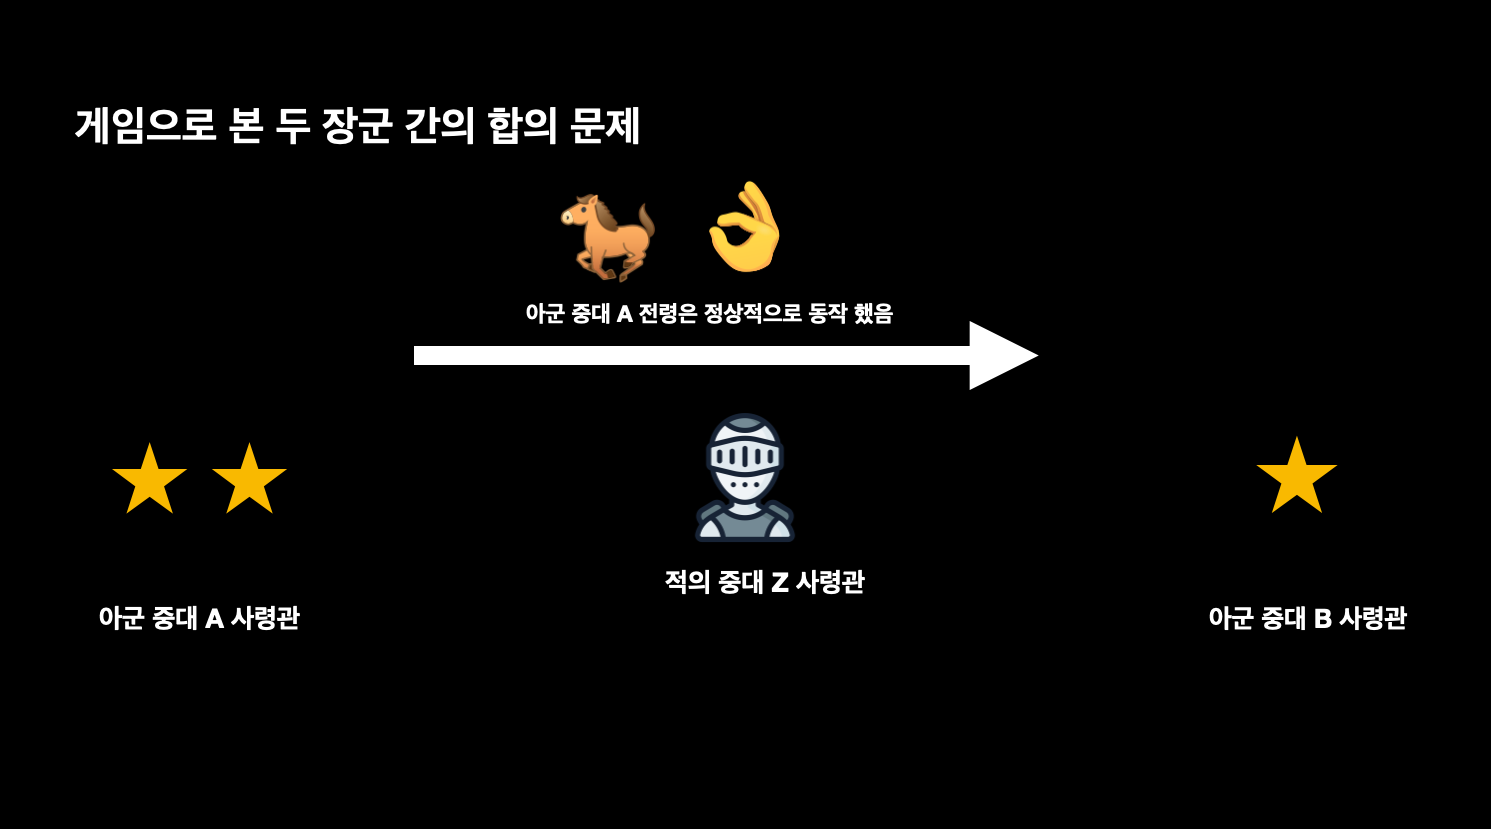 게임으로 본 두 장군 간의 합의 문제
아군 중대 A 전령은 정상적으로 동작 했음
적의 중대 Z 사령관
아군 중대 A 사령관
아군 중대 B 사령관